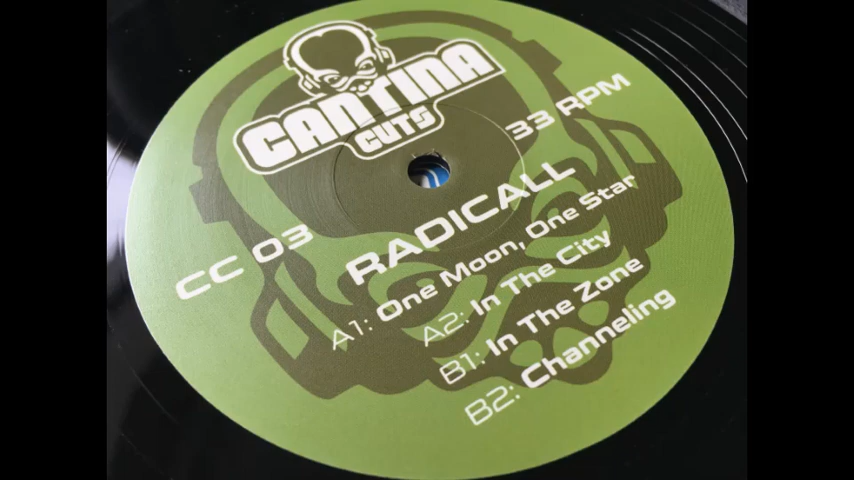 CANTINA
CUTS
33 RPM
CC 03
RADICALL
A1: One Moon, One Star
A2: In The City
B1: In The Zone
B2: Channeling